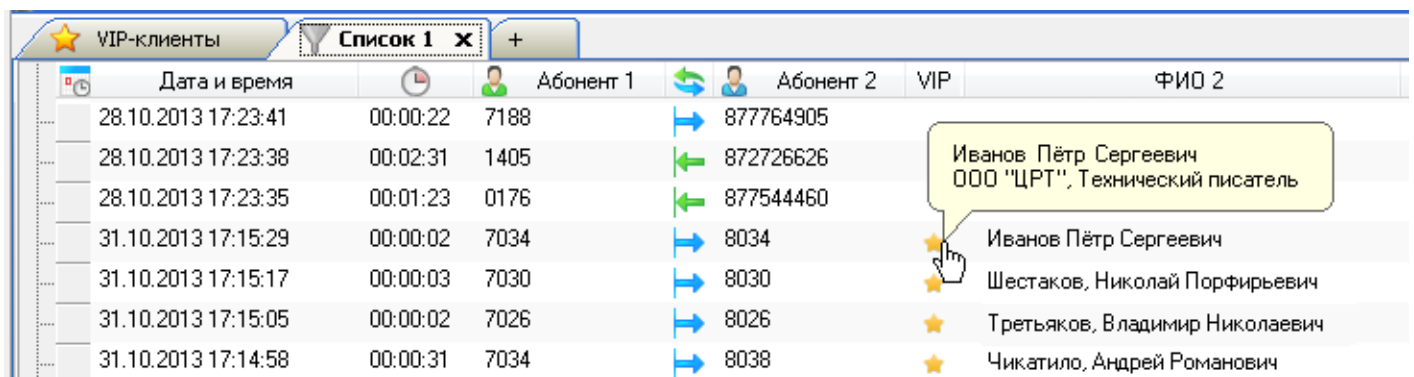 VIP-клиенты Список 1 x +
Дата и время Абонент 1 Абонент 2 VIP ФИО 2
28.10.2013 17:23:41 00:00:22 7188 877764905
28.10.2013 17:23:38 00:02:31 1405 872726626
Иванов Пётр Сергеевич
ООО "ЦРТ", Технический писатель
28.10.2013 17:23:35 00:01:23 0176 877544460
31.10.2013 17:15:29 00:00:02 7034 8034 Иванов Пётр Сергеевич
31.10.2013 17:15:17 00:00:03 7030 8030 Шестаков, Николай Порфирьевич
31.10.2013 17:15:05 00:00:02 7026 8026 Третьяков, Владимир Николаевич
31.10.2013 17:14:58 00:00:31 7034 8038 Чикатило, Андрей Романович